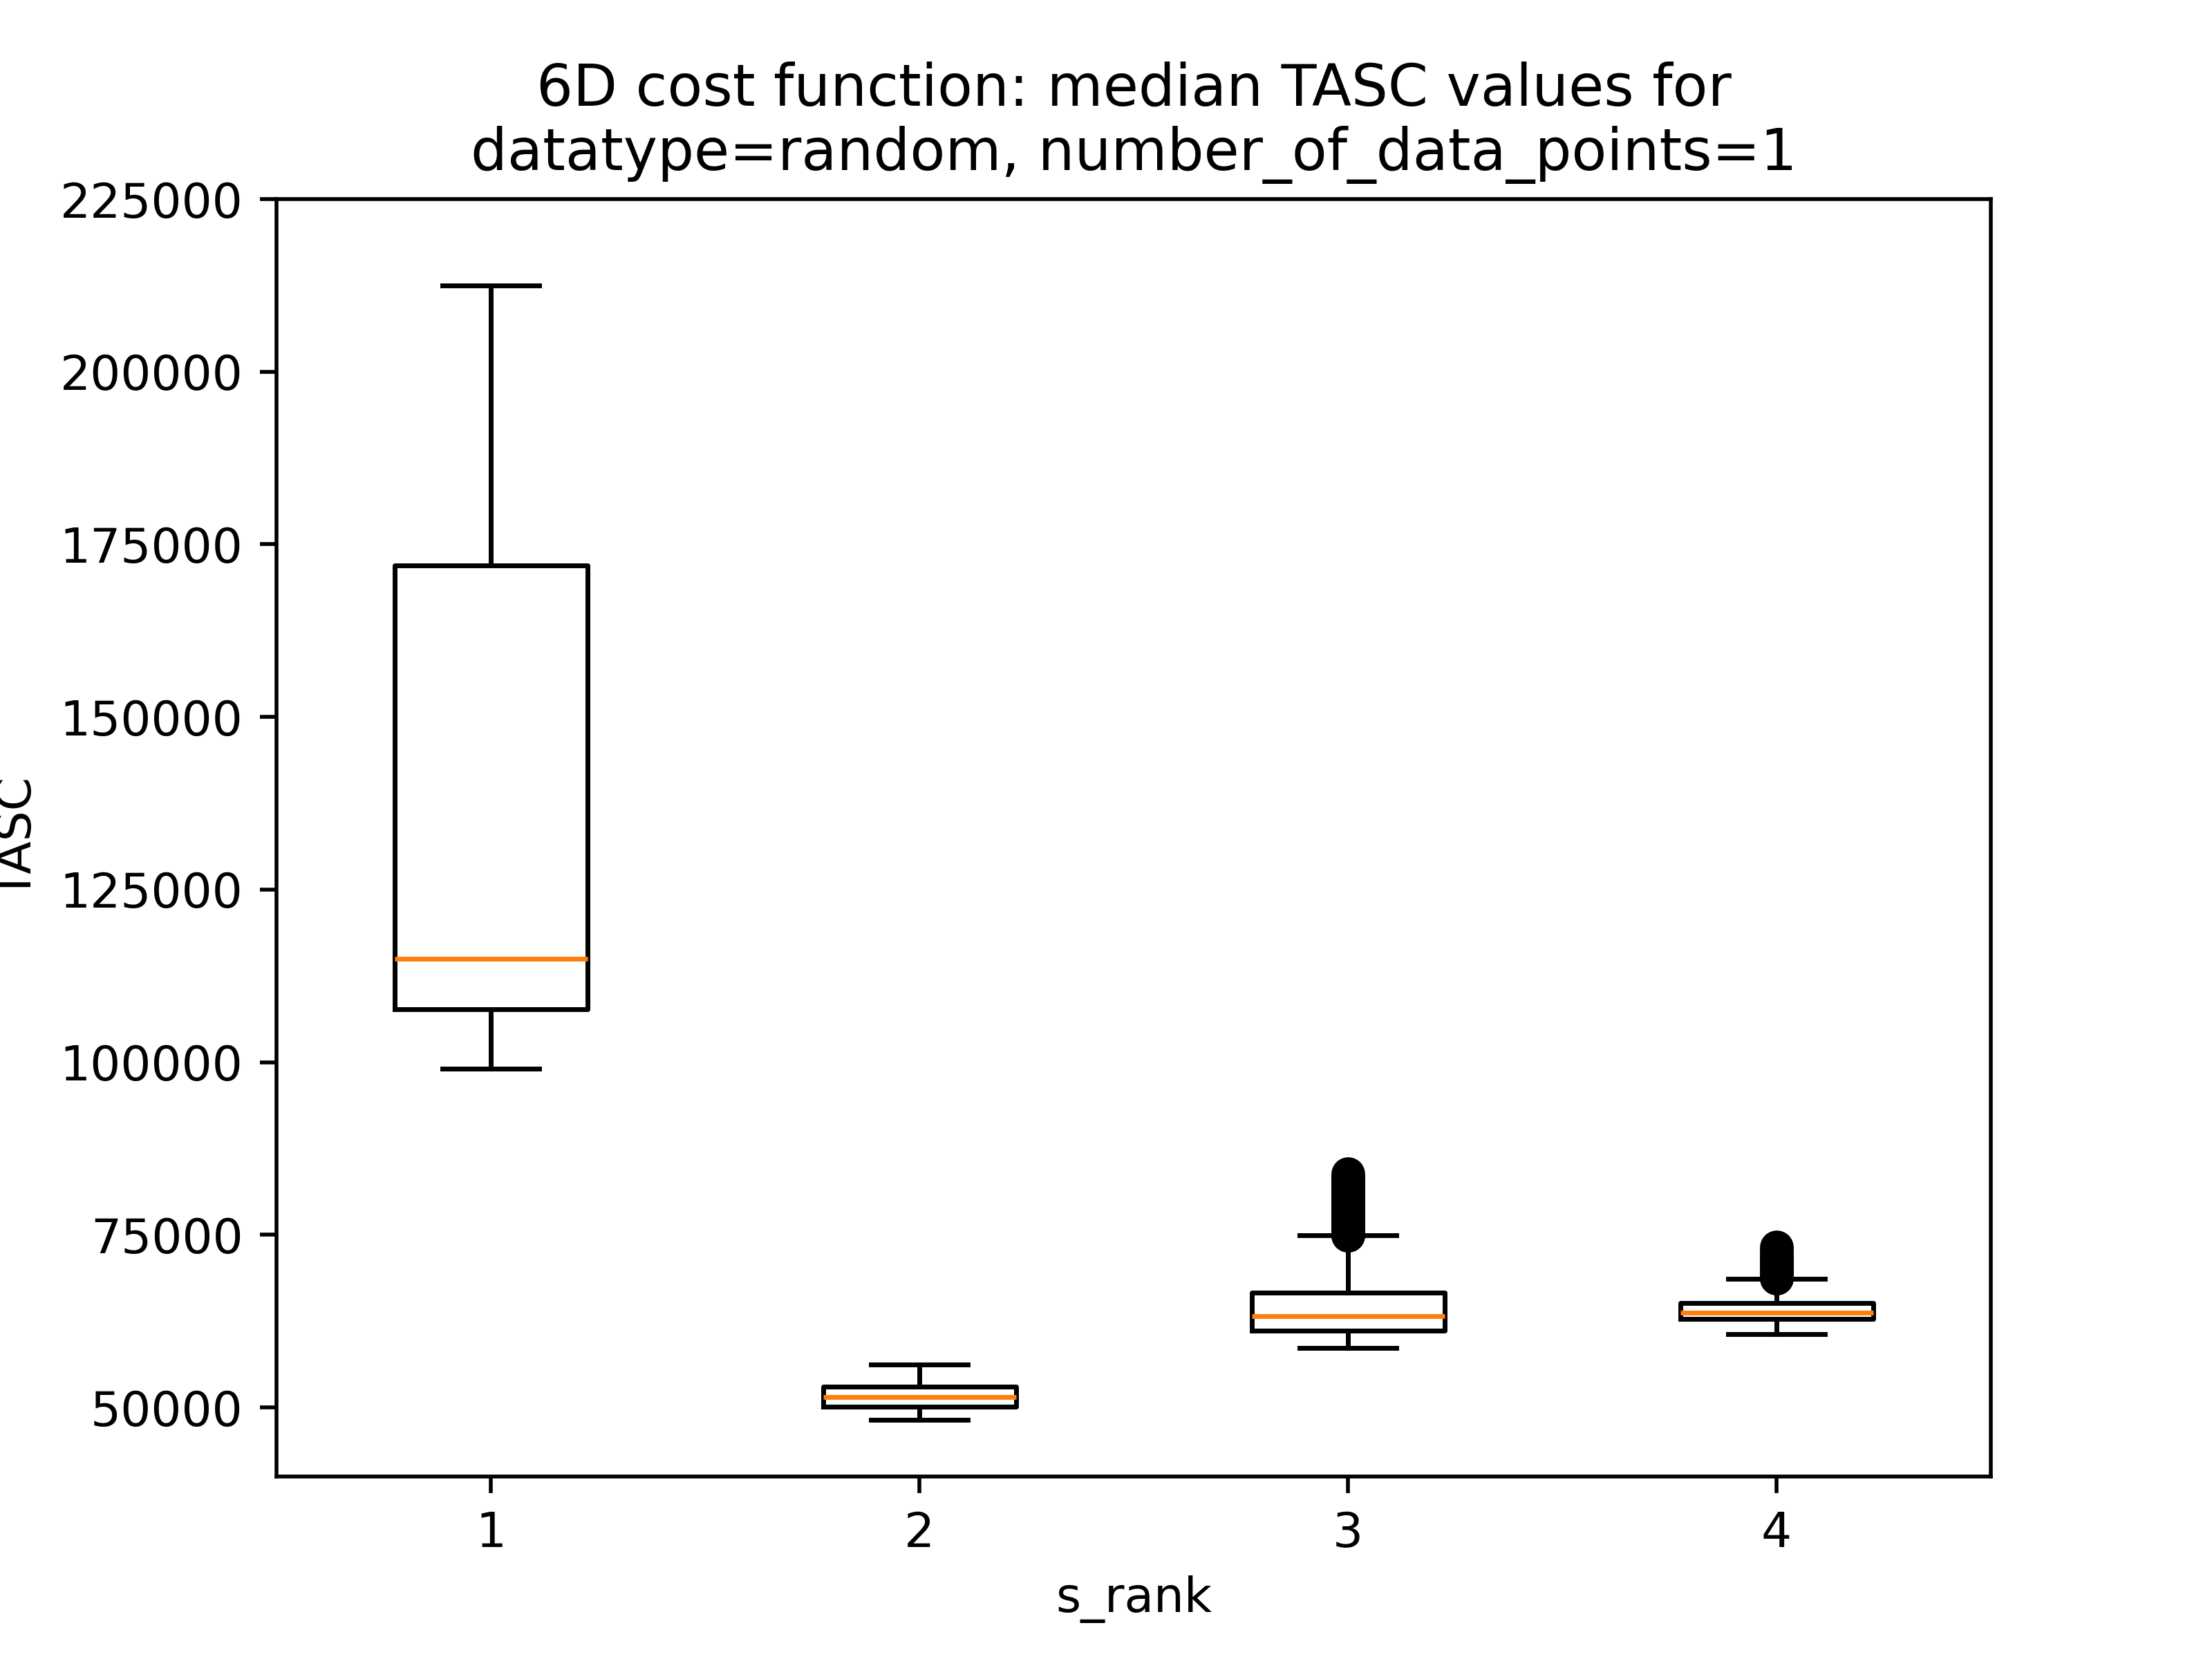 6D cost function: median TASC values for
datatype=random, number_of_data_points=1
225000
200000
175000
150000
125000
100000
75000
50000
TASC
1 2 3 4
s_rank